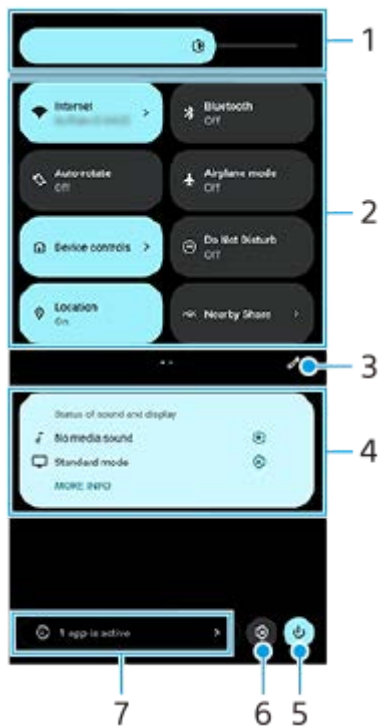 1
Internet
Bluetooth
Off
Auto-rotate
Off
Airplane mode
Off
2
Device controls
Do Not Disturb
Off
Location
On
Nearby Share
3
Status of sound and display
No media sound
4
Standard mode
MORE INFO
1 app is active
7
6
5